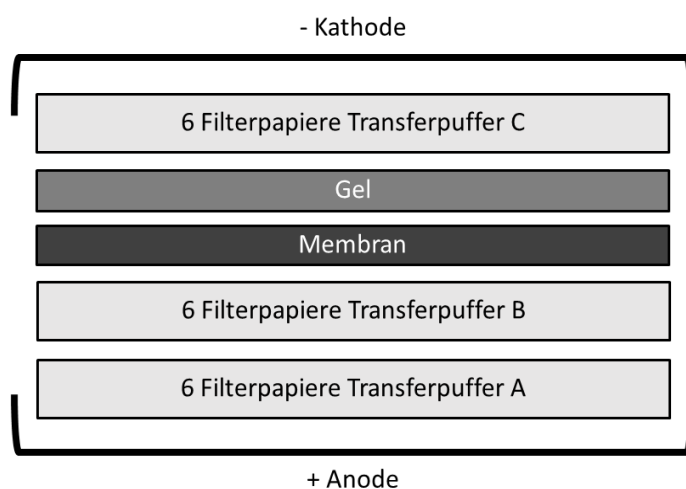 - Kathode
6 Filterpapiere Transferpuffer C
Gel
Membran
6 Filterpapiere Transferpuffer B
6 Filterpapiere Transferpuffer A
+ Anode